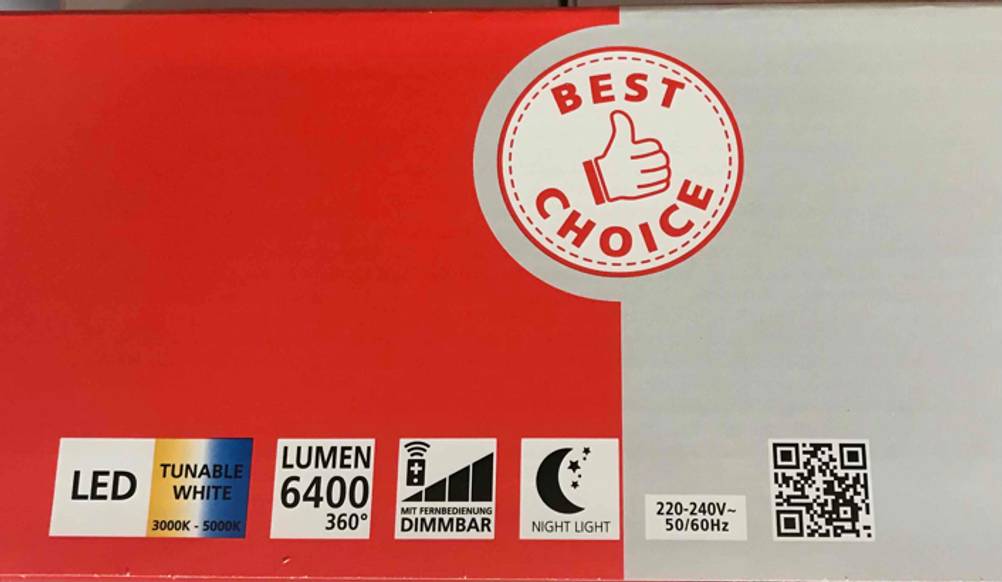 BEST
CHOICE
LED
TUNABLE
WHITE
3000K - 5000K
LUMEN
6400
360°
MIT FERNBEDIENUNG
DIMMBAR
NIGHT LIGHT
220-240V~
50/60Hz